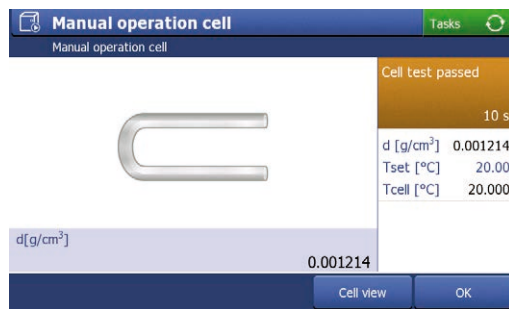 Manual operation cell
Tasks
Manual operation cell
Cell test passed
10 s
d [g/cm³] 0.001214
Tset [°C] 20.00
Tcell [°C] 20.000
d[g/cm³]
0.001214
Cell view
OK